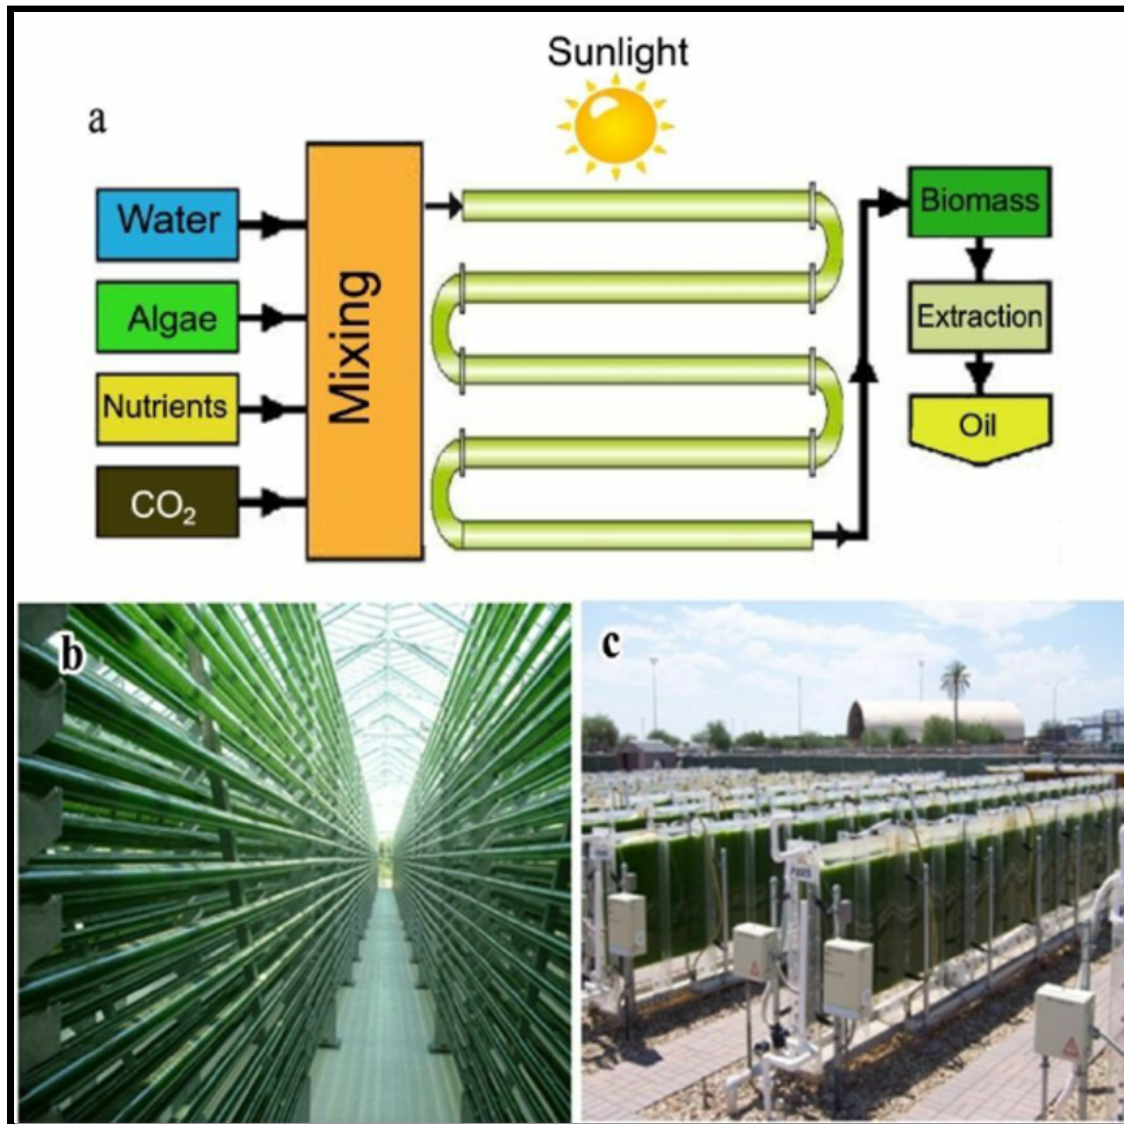 Sunlight
a
Water
Algae
Nutrients
CO₂
Mixing
Biomass
Extraction
Oil
b
c